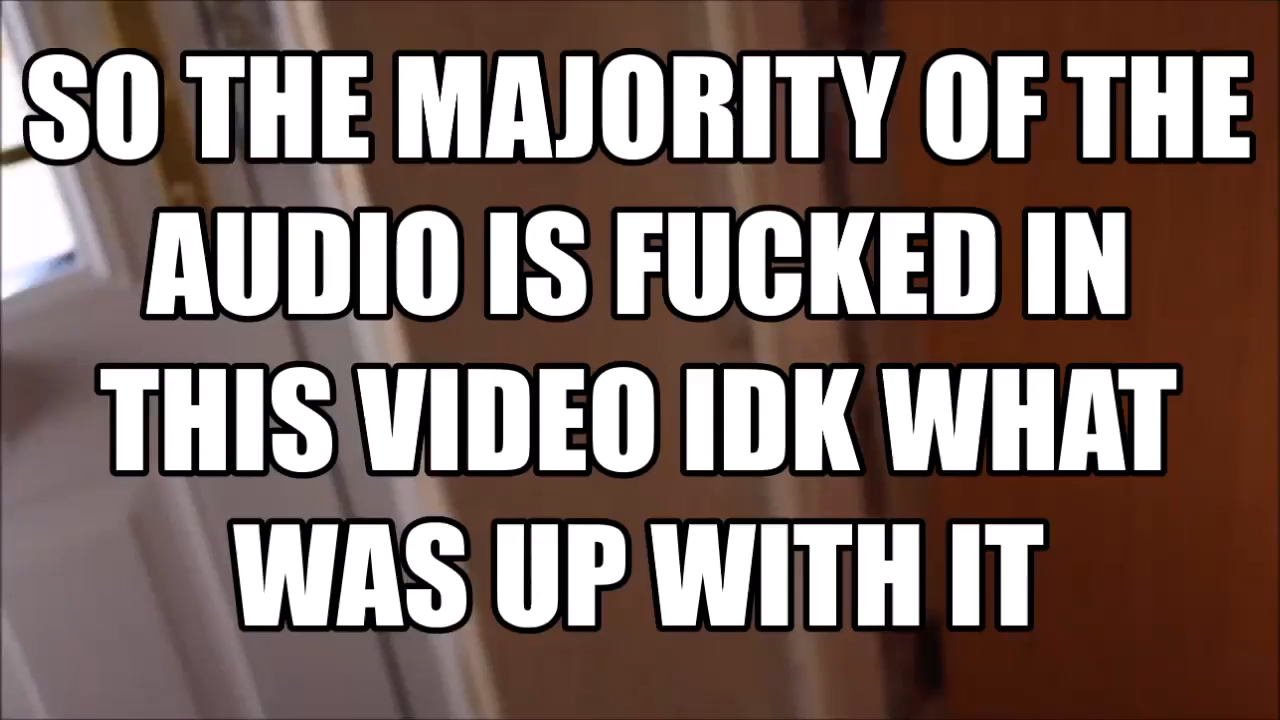 SO THE MAJORITY OF THE
AUDIO IS FUCKED IN
THIS VIDEO IDK WHAT
WAS UP WITH IT